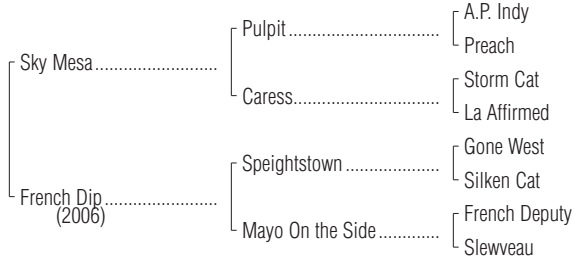 A.P. Indy
Pulpit
Preach
Sky Mesa
Storm Cat
Caress
La Affirmed
Gone West
Speightstown
Silken Cat
French Dip
(2006)
French Deputy
Mayo On the Side
Slewveau